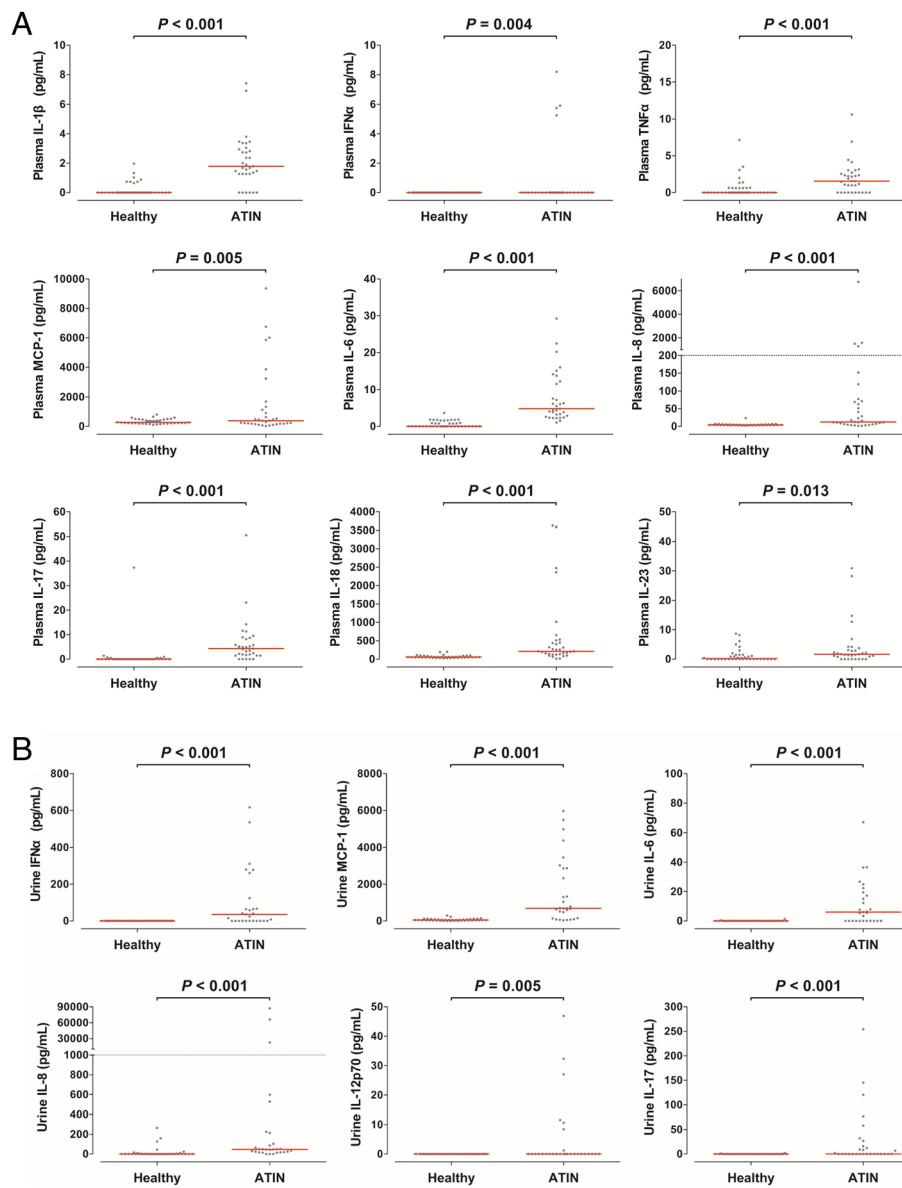 A
P < 0.001
Plasma IL-1β (pg/mL)
10
8
6
4
2
0
Healthy
ATIN
P = 0.004
Plasma IFNα (pg/mL)
10
8
6
4
2
0
Healthy
ATIN
P < 0.001
Plasma TNFα (pg/mL)
20
15
10
5
0
Healthy
ATIN
P = 0.005
Plasma MCP-1 (pg/mL)
10000
8000
6000
4000
2000
0
Healthy
ATIN
P < 0.001
Plasma IL-6 (pg/mL)
40
30
20
10
0
Healthy
ATIN
P < 0.001
Plasma IL-8 (pg/mL)
6000
4000
2000
200
150
100
50
0
Healthy
ATIN
P < 0.001
Plasma IL-17 (pg/mL)
60
50
40
30
20
10
0
Healthy
ATIN
P < 0.001
Plasma IL-18 (pg/mL)
4000
3500
3000
2500
2000
1500
1000
500
0
Healthy
ATIN
P = 0.013
Plasma IL-23 (pg/mL)
50
40
30
20
10
0
Healthy
ATIN
B
P < 0.001
Urine IFNα (pg/mL)
800
600
400
200
0
Healthy
ATIN
P < 0.001
Urine MCP-1 (pg/mL)
8000
6000
4000
2000
0
Healthy
ATIN
P < 0.001
Urine IL-6 (pg/mL)
100
80
60
40
20
0
Healthy
ATIN
P < 0.001
Urine IL-8 (pg/mL)
90000
60000
30000
1000
800
600
400
200
0
Healthy
ATIN
P = 0.005
Urine IL-12p70 (pg/mL)
50
40
30
20
10
0
Healthy
ATIN
P < 0.001
Urine IL-17 (pg/mL)
300
250
200
150
100
50
0
Healthy
ATIN